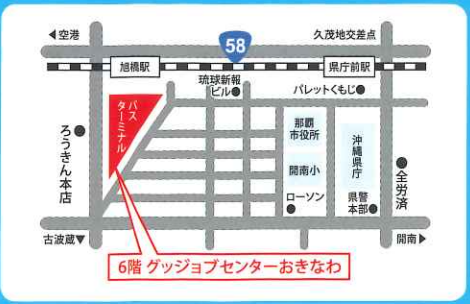 ◀空港
久茂地交差点
58
旭橋駅
県庁前駅
琉球新報
ビル●
パレットくもじ●
バス
ターミナル
那覇
市役所
沖縄県庁
開南小
ろうきん本店
全労済
ローソン
県警
本部●
古波蔵▼
開南▶
6階 グッジョブセンターおきなわ